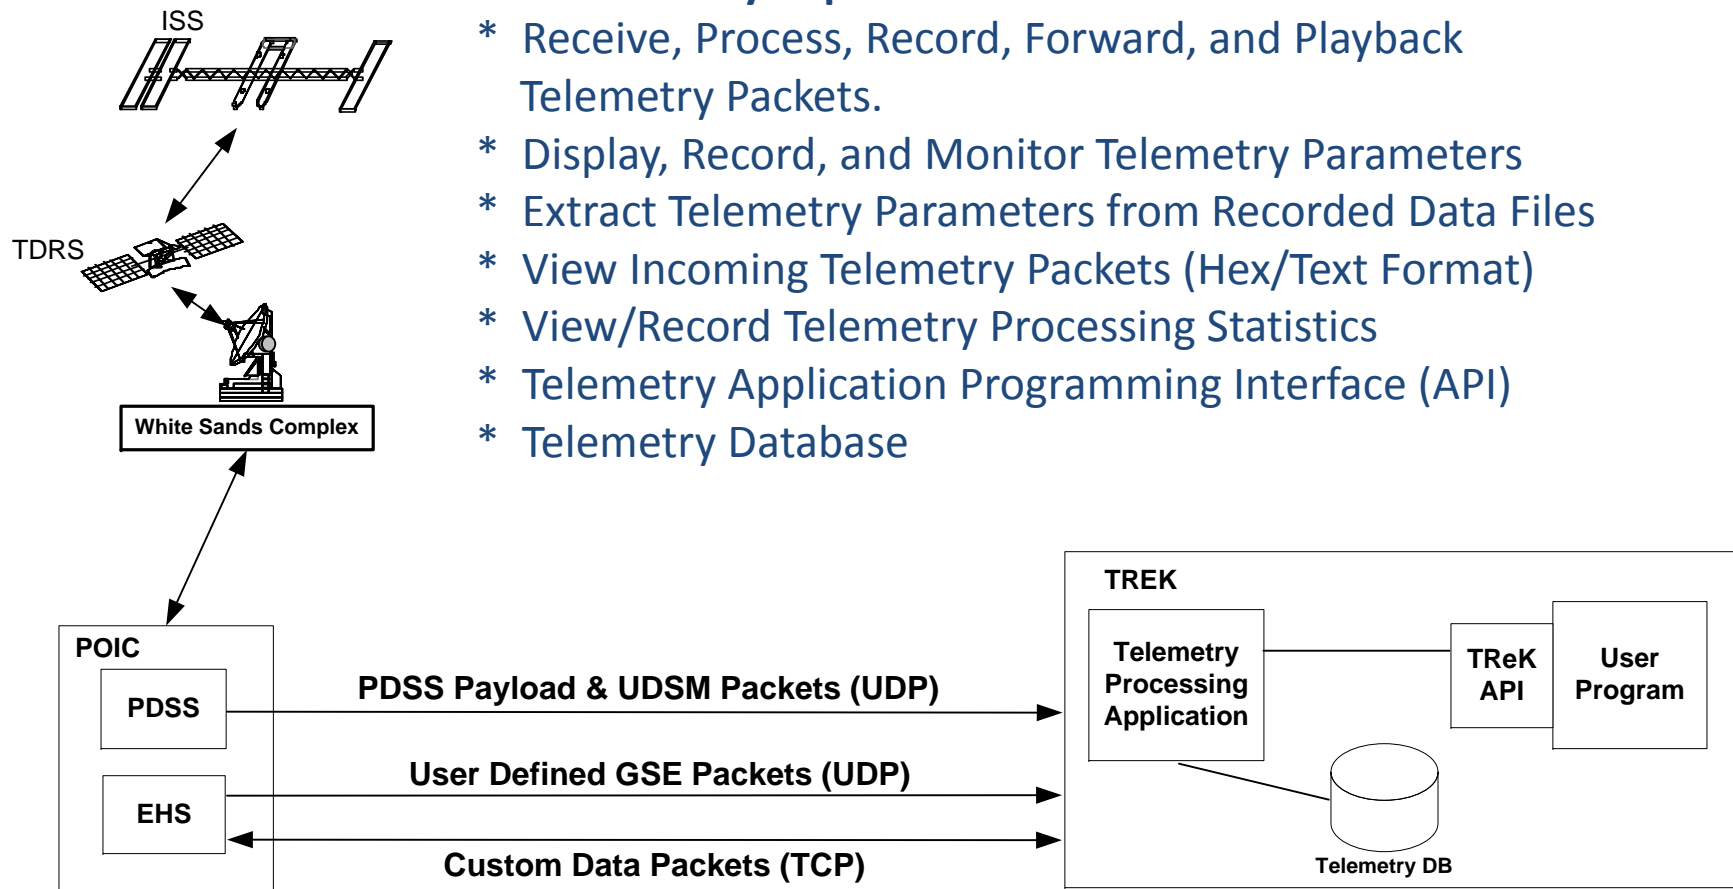 ISS
* Receive, Process, Record, Forward, and Playback
Telemetry Packets.
* Display, Record, and Monitor Telemetry Parameters
* Extract Telemetry Parameters from Recorded Data Files
* View Incoming Telemetry Packets (Hex/Text Format)
* View/Record Telemetry Processing Statistics
* Telemetry Application Programming Interface (API)
* Telemetry Database
TDRS
White Sands Complex
POIC
PDSS
EHS
PDSS Payload & UDSM Packets (UDP)
User Defined GSE Packets (UDP)
Custom Data Packets (TCP)
TREK
Telemetry
Processing
Application
TReK
API
User
Program
Telemetry DB